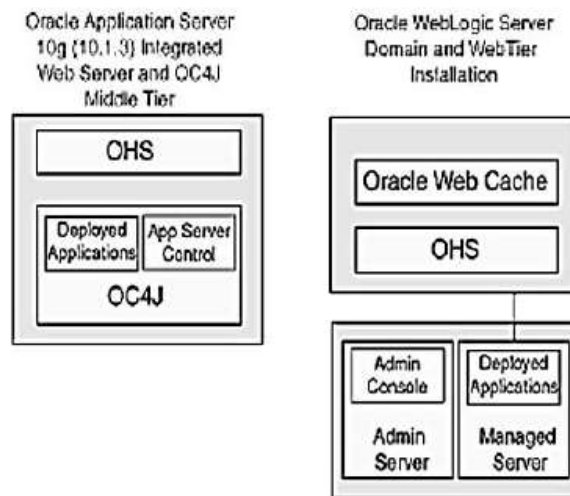 Oracle Application Server
10g (10.1.3) Integrated
Web Server and OC4J
Middle Tier
OHS
Deployed
Applications
App Server
Control
OC4J
Oracle WebLogic Server
Domain and WebTier
Installation
Oracle Web Cache
OHS
Admin
Console
Admin
Server
Deployed
Applications
Managed
Server